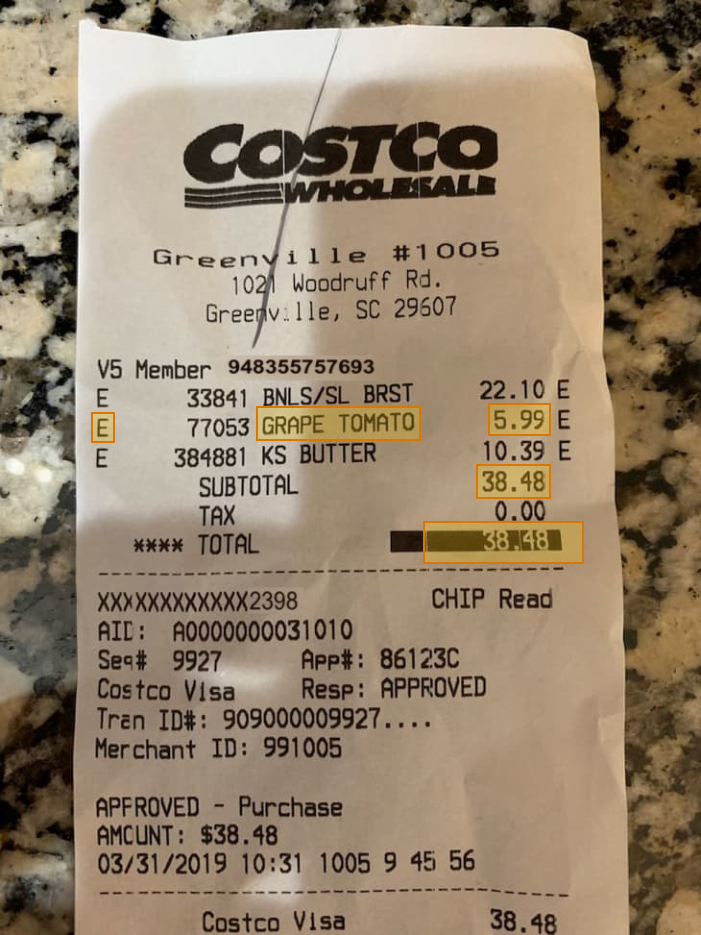 COSTCO
WHOLESALE
Greenville #1005
1021 Woodruff Rd.
Greenville, SC 29607
V5 Member 948355757693
E 33841 BNLS/SL BRST 22.10 E
E 77053 GRAPE TOMATO 5.99 E
E 384881 KS BUTTER 10.39 E
SUBTOTAL 38.48
TAX 0.00
**** TOTAL 38.48
XXXXXXXXXXXX2398 CHIP Read
AID: A0000000031010
Seq# 9927 App#: 86123C
Costco Visa Resp: APPROVED
Tran ID#: 909000009927....
Merchant ID: 991005
APPROVED - Purchase
AMOUNT: $38.48
03/31/2019 10:31 1005 9 45 56
Costco Visa 38.48